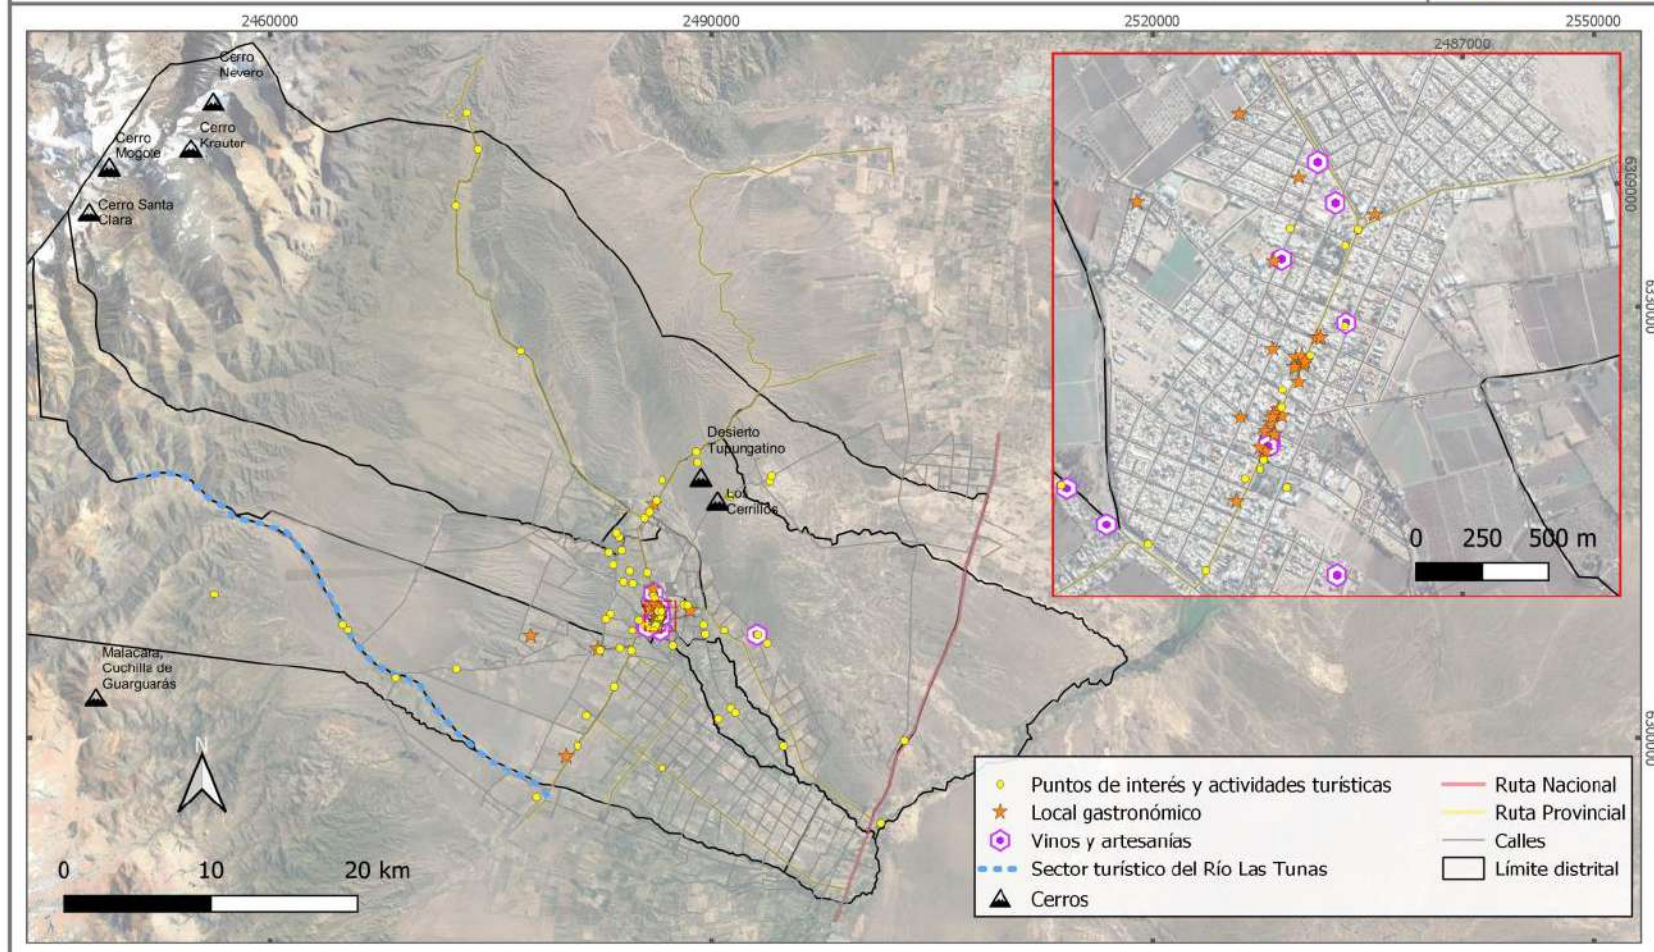 2460000
2490000
2520000
2550000
2487000
Cerro
Nevero
Cerro
Krauter
Cerro
Mogote
Cerro Santa
Clara
6309000
6330000
Desierto
Tupungatino
Los
Cerrillos
0 250 500 m
Malacara,
Cuchilla de
Guarguarás
N
6300000
0 10 20 km
Puntos de interés y actividades turísticas
Local gastronómico
Vinos y artesanías
Sector turístico del Río Las Tunas
Cerros
Ruta Nacional
Ruta Provincial
Calles
Límite distrital